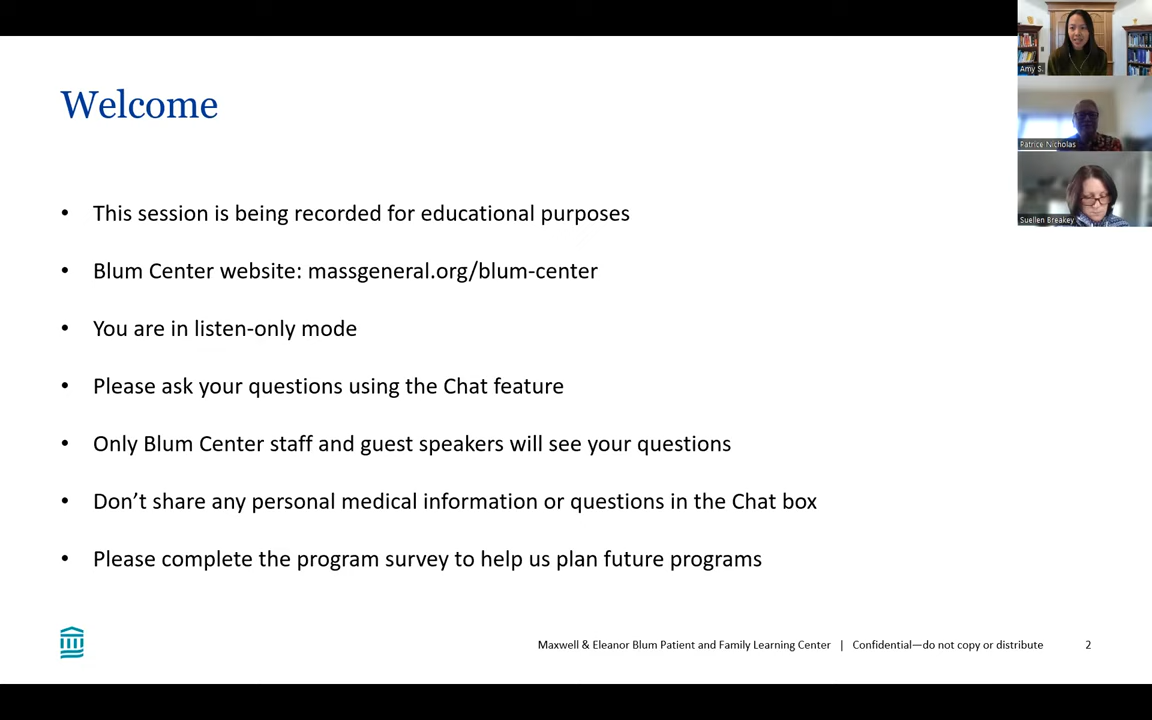 Welcome
• This session is being recorded for educational purposes
• Blum Center website: massgeneral.org/blum-center
• You are in listen-only mode
• Please ask your questions using the Chat feature
• Only Blum Center staff and guest speakers will see your questions
• Don’t share any personal medical information or questions in the Chat box
• Please complete the program survey to help us plan future programs
Maxwell & Eleanor Blum Patient and Family Learning Center | Confidential—do not copy or distribute 2
Amy S.
Patrice Nicholas
Suellen Breakey